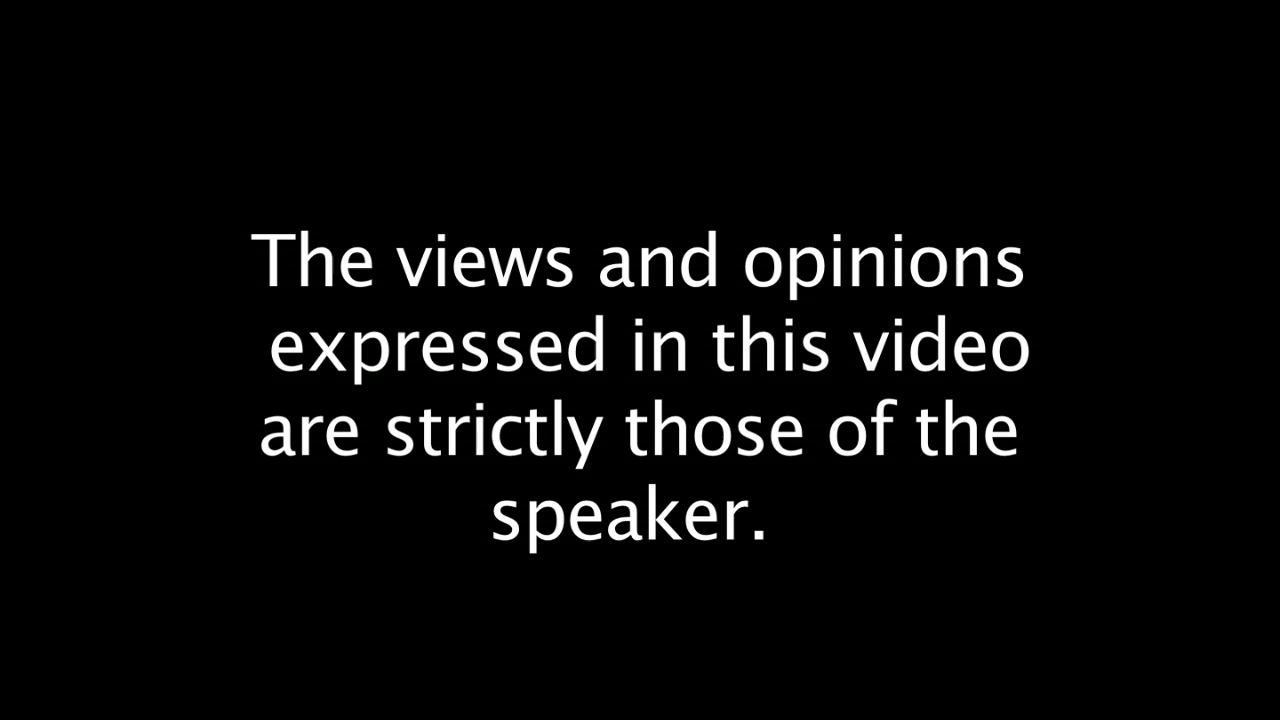 The views and opinions
expressed in this video
are strictly those of the
speaker.